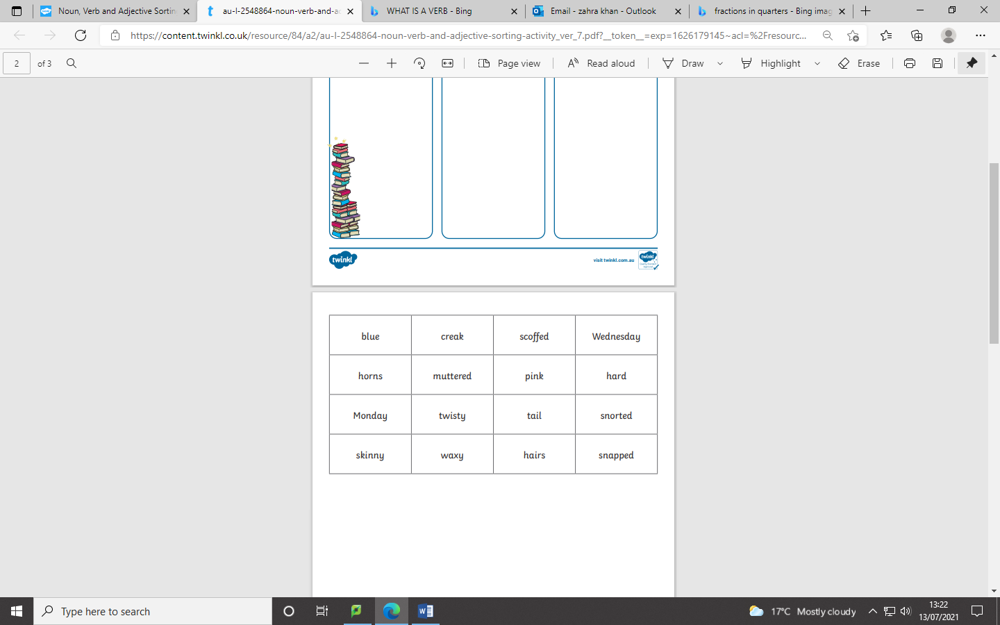 Noun, Verb and Adjective Sortin
au-l-2548864-noun-verb-and-ad
WHAT IS A VERB - Bing
Email - zahra khan - Outlook
fractions in quarters - Bing imag
https://content.twinkl.co.uk/resource/84/a2/au-l-2548864-noun-verb-and-adjective-sorting-activity_ver_7.pdf?__token__=exp=1626179145~acl=%2Fresourc...
2 of 3 Page view Read aloud Draw Highlight Erase
twinkl visit twinkl.com.au twinkl
blue creak scoffed Wednesday
horns muttered pink hard
Monday twisty tail snorted
skinny waxy hairs snapped
Type here to search 17°C Mostly cloudy 13:22
13/07/2021